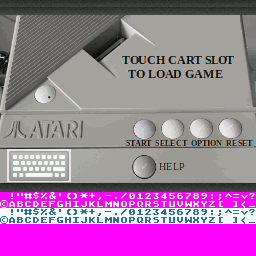 TOUCH CART SLOT
TO LOAD GAME
ATARI
START SELECT OPTION RESET
HELP
!"#$%&'()*+,-./0123456789:;<=>?
@ABCDEFGHIJKLMNOPQRSTUVWXYZ[\]
!"#$%&'()*+,-./0123456789:;<=>?
@ABCDEFGHIJKLMNOPQRSTUVWXYZ[\]